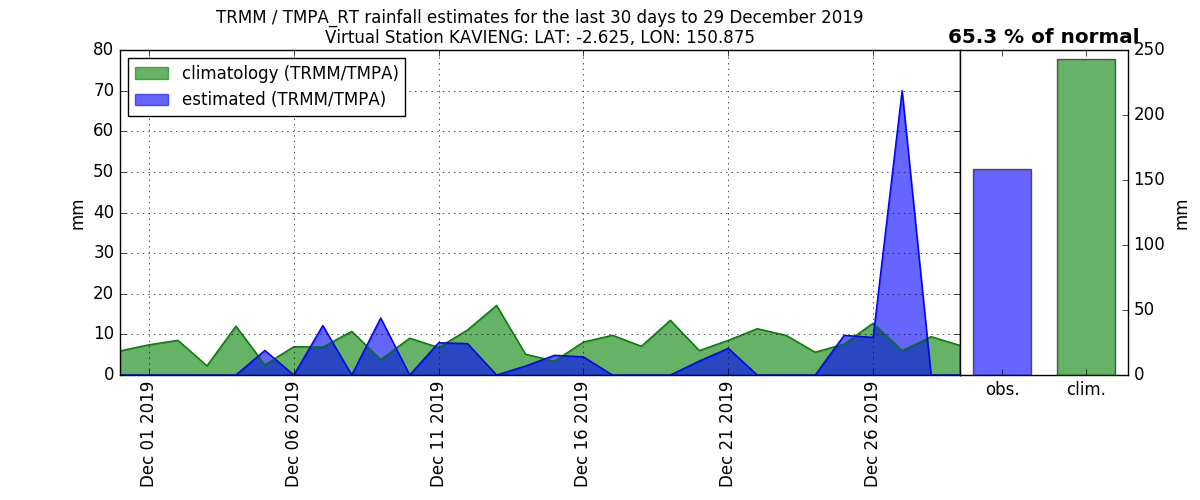 TRMM / TMPA_RT rainfall estimates for the last 30 days to 29 December 2019
Virtual Station KAVIENG: LAT: -2.625, LON: 150.875
65.3 % of normal
climatology (TRMM/TMPA)
estimated (TRMM/TMPA)
mm
80
70
60
50
40
30
20
10
0
Dec 01 2019
Dec 06 2019
Dec 11 2019
Dec 16 2019
Dec 21 2019
Dec 26 2019
250
200
150
100
50
0
mm
obs.
clim.